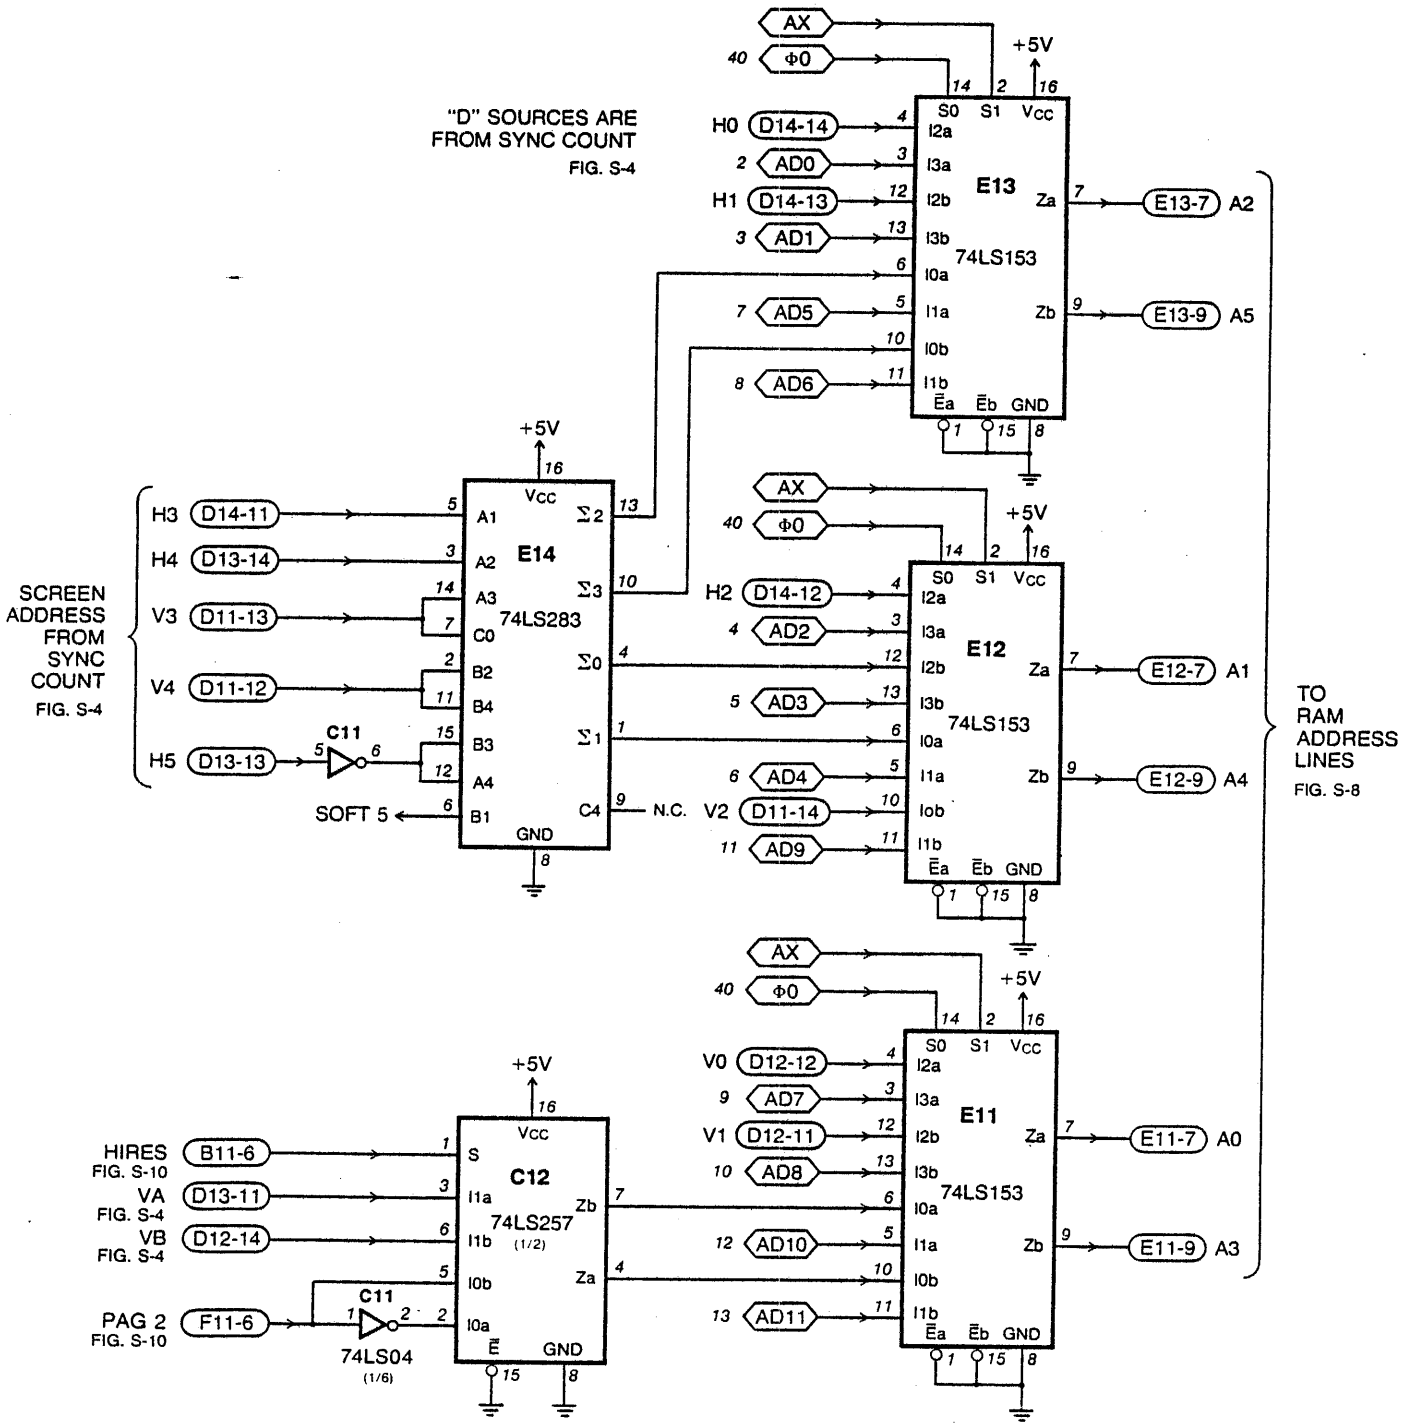 "D" SOURCES ARE
FROM SYNC COUNT
FIG. S-4
AX
40 Φ0
+5V
14 2 16
S0 S1 VCC
H0 D14-14 4 I2a
2 AD0 3 I3a
H1 D14-13 12 I2b
3 AD1 13 I3b
6 I0a
7 AD5 5 I1a
10 I0b
8 AD6 11 I1b
E13
74LS153
Za 7 E13-7 A2
Zb 9 E13-9 A5
Ea Eb GND
1 15 8
SCREEN
ADDRESS
FROM
SYNC
COUNT
FIG. S-4
+5V
16
VCC
H3 D14-11 5 A1
H4 D13-14 3 A2
14 A3
V3 D11-13
7 C0
2 B2
V4 D11-12
11 B4
C11
15 B3
H5 D13-13 5 6
12 A4
SOFT 5 6 B1
E14
74LS283
Σ2 13
Σ3 10
Σ0 4
Σ1 1
C4 9 N.C.
GND
8
AX
40 Φ0
+5V
14 2 16
S0 S1 VCC
H2 D14-12 4 I2a
4 AD2 3 I3a
12 I2b
5 AD3 13 I3b
6 I0a
6 AD4 5 I1a
V2 D11-14 10 Iob
11 AD9 11 I1b
E12
74LS153
Za 7 E12-7 A1
Zb 9 E12-9 A4
Ea Eb GND
1 15 8
TO
RAM
ADDRESS
LINES
FIG. S-8
AX
40 Φ0
+5V
14 2 16
S0 S1 VCC
V0 D12-12 4 I2a
9 AD7 3 I3a
V1 D12-11 12 I2b
10 AD8 13 I3b
6 I0a
12 AD10 5 I1a
10 I0b
13 AD11 11 I1b
E11
74LS153
Za 7 E11-7 A0
Zb 9 E11-9 A3
Ea Eb GND
1 15 8
+5V
16
VCC
HIRES B11-6 1 S
FIG. S-10
VA D13-11 3 I1a
FIG. S-4
VB D12-14 6 I1b
FIG. S-4
5 I0b
C11
PAG 2 F11-6 1 2 2 I0a
FIG. S-10
74LS04
(1/6)
C12
74LS257
(1/2)
Zb 7
Za 4
E GND
15 8